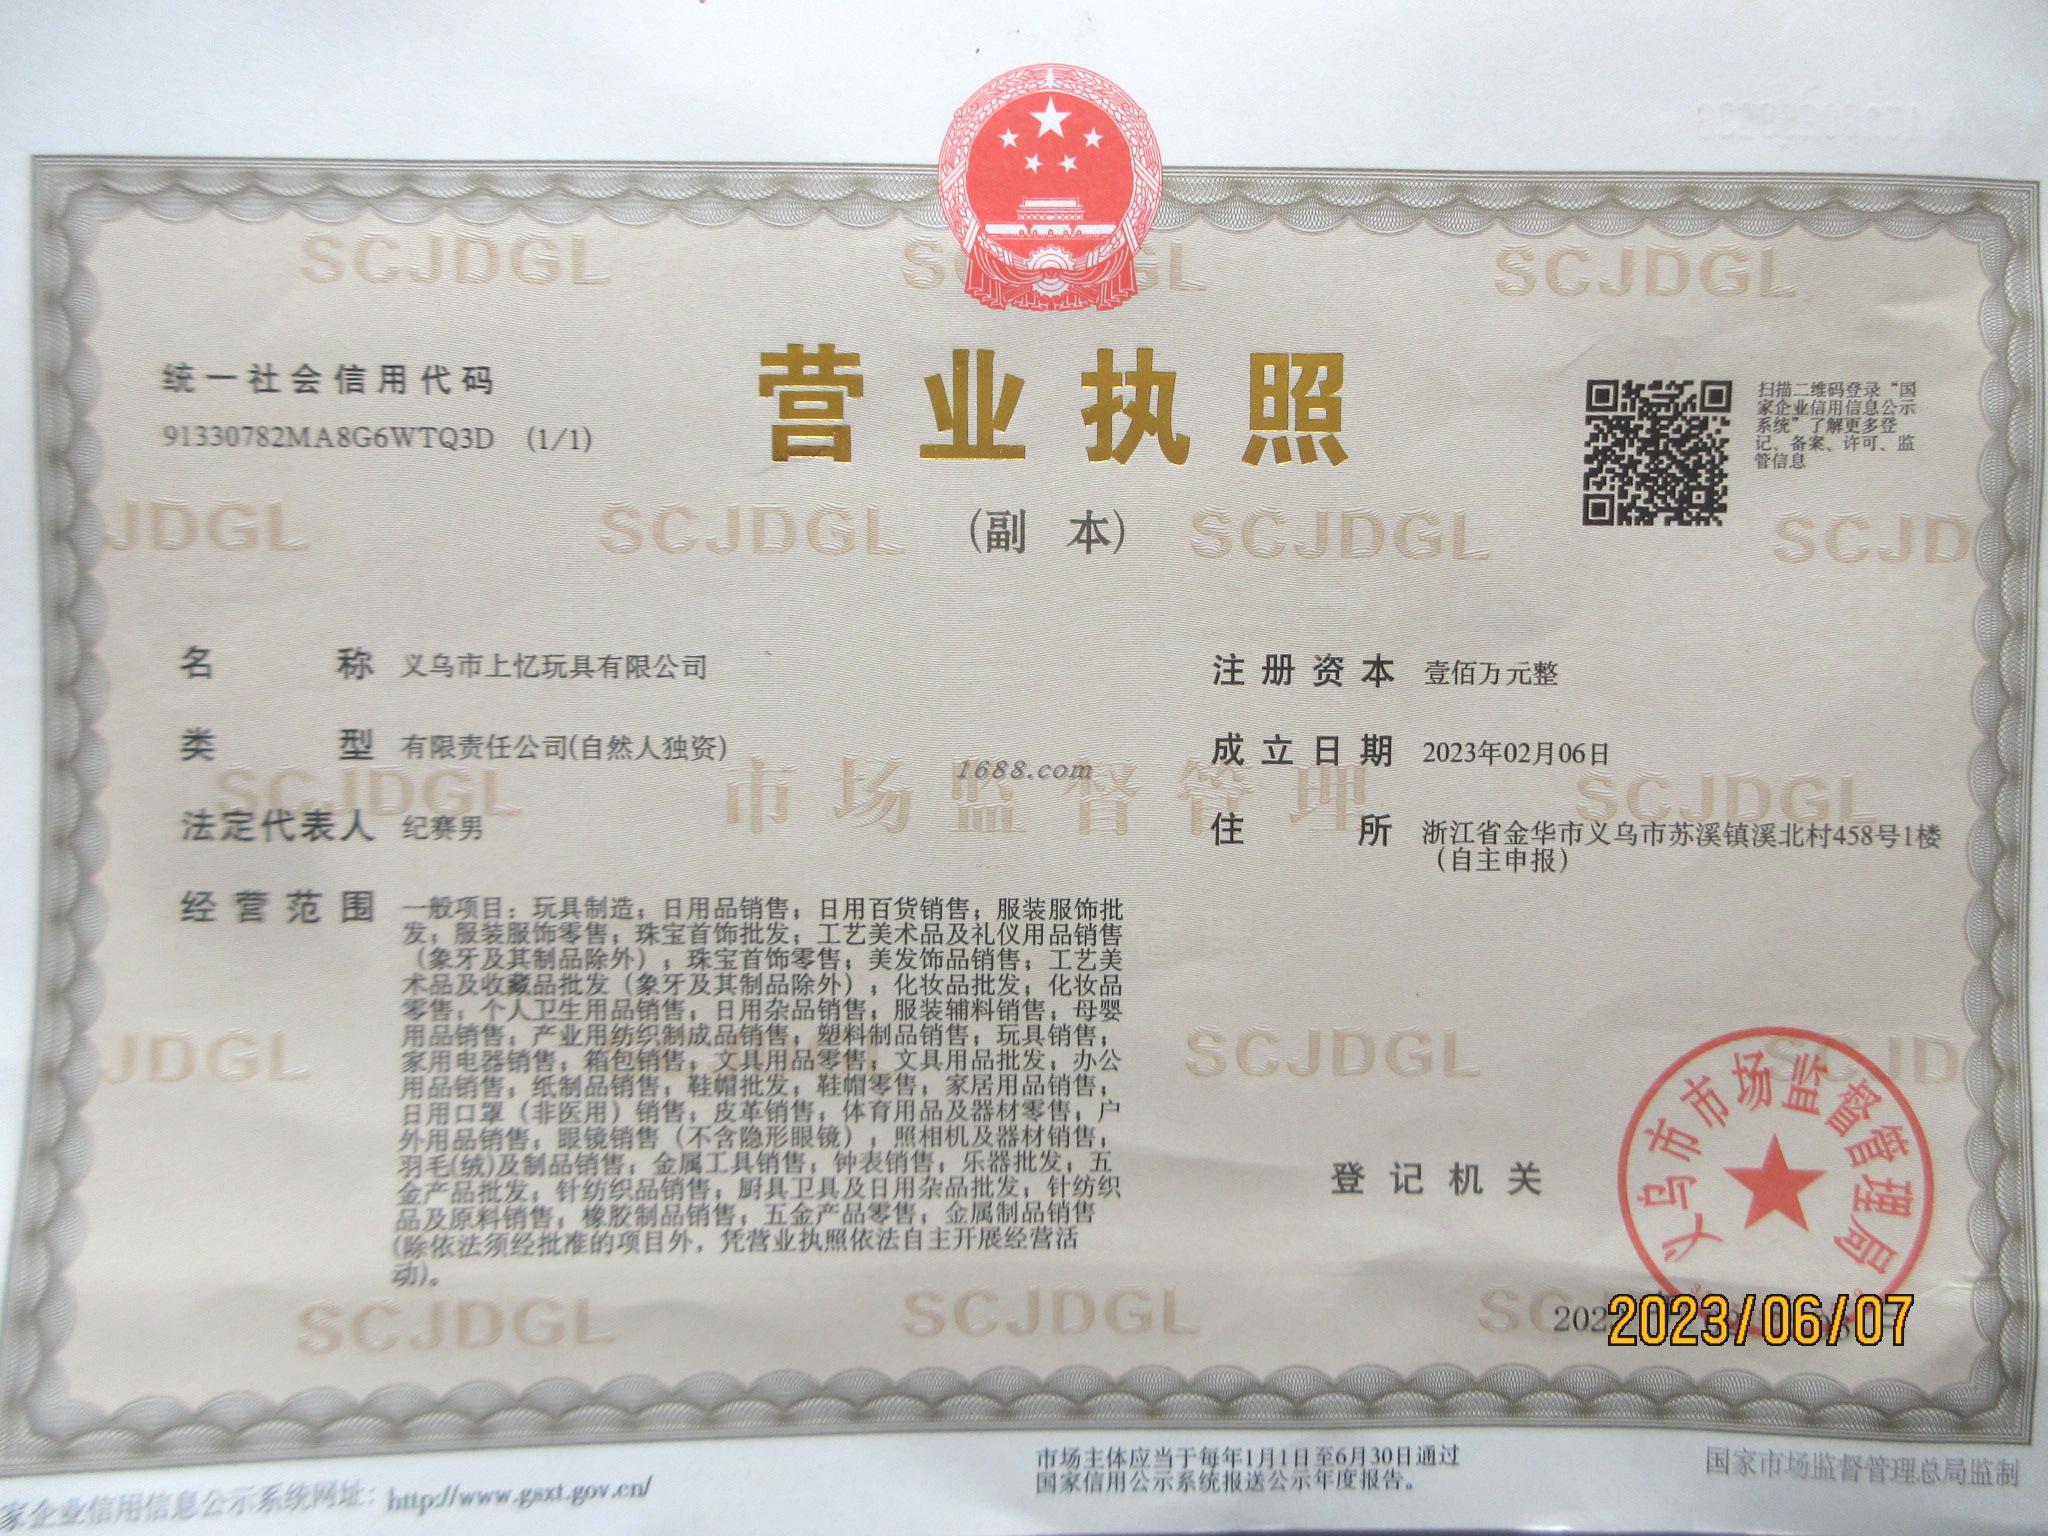 营业执照
(副 本)
统一社会信用代码
91330782MA8G6WTQ3D (1/1)
扫描二维码登录“国
家企业信用信息公示
系统”了解更多登
记、备案、许可、监
管信息
名 称 义乌市上忆玩具有限公司
类 型 有限责任公司(自然人独资)
法定代表人 纪赛男
经营范围 一般项目：玩具制造；日用品销售；日用百货销售；服装服饰批
发；服装服饰零售；珠宝首饰批发；工艺美术品及礼仪用品销售
（象牙及其制品除外）；珠宝首饰零售；美发饰品销售；工艺美
术品及收藏品批发（象牙及其制品除外）；化妆品批发；化妆品
零售；个人卫生用品销售；日用杂品销售；服装辅料销售；母婴
用品销售；产业用纺织制成品销售；塑料制品销售；玩具销售；
家用电器销售；箱包销售；文具用品零售；文具用品批发；办公
用品销售；纸制品销售；鞋帽批发；鞋帽零售；家居用品销售；
日用口罩（非医用）销售；皮革销售；体育用品及器材零售；户
外用品销售；眼镜销售（不含隐形眼镜）；照相机及器材销售；
羽毛(绒)及制品销售；金属工具销售；钟表销售；乐器批发；五
金产品批发；针纺织品销售；厨具卫具及日用杂品批发；针纺织
品及原料销售；橡胶制品销售；五金产品零售；金属制品销售
(除依法须经批准的项目外，凭营业执照依法自主开展经营活
动)。
注册资本 壹佰万元整
成立日期 2023年02月06日
住 所 浙江省金华市义乌市苏溪镇溪北村458号1楼
（自主申报）
1688.com
市场监督管理
SCJDGL
登记机关
义乌市市场监督管理局
2023/06/07
家企业信用信息公示系统网址：http://www.gsxt.gov.cn/
市场主体应当于每年1月1日至6月30日通过
国家信用公示系统报送公示年度报告。
国家市场监督管理总局监制